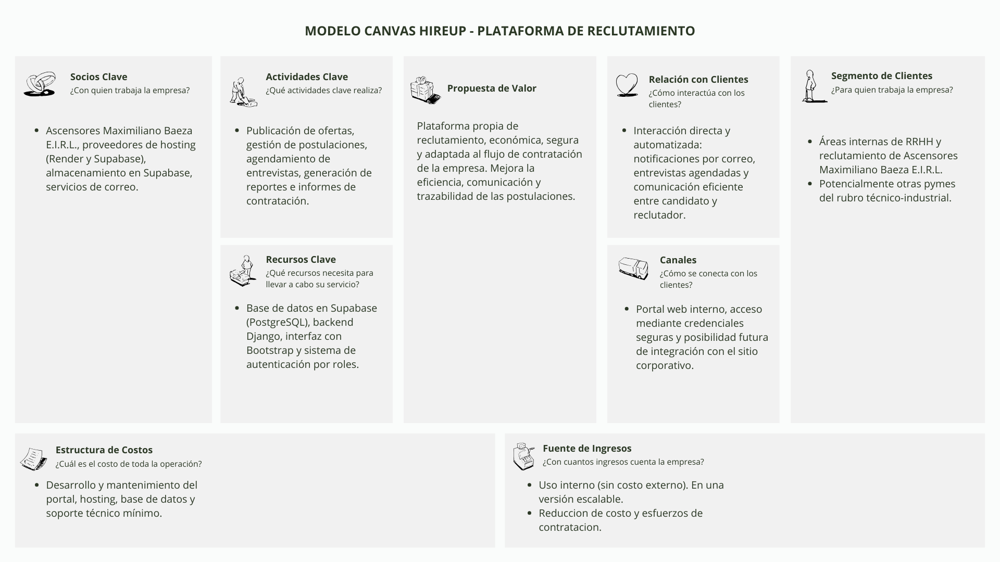 MODELO CANVAS HIREUP - PLATAFORMA DE RECLUTAMIENTO
Socios Clave
¿Con quien trabaja la empresa?
• Ascensores Maximiliano Baeza
E.I.R.L., proveedores de hosting
(Render y Supabase),
almacenamiento en Supabase,
servicios de correo.
Actividades Clave
¿Qué actividades clave realiza?
• Publicación de ofertas,
gestión de postulaciones,
agendamiento de
entrevistas, generación de
reportes e informes de
contratación.
Recursos Clave
¿Qué recursos necesita para
llevar a cabo su servicio?
• Base de datos en Supabase
(PostgreSQL), backend
Django, interfaz con
Bootstrap y sistema de
autenticación por roles.
Propuesta de Valor
Plataforma propia de
reclutamiento, económica, segura
y adaptada al flujo de contratación
de la empresa. Mejora la
eficiencia, comunicación y
trazabilidad de las postulaciones.
Relación con Clientes
¿Cómo interactúa con los
clientes?
• Interacción directa y
automatizada:
notificaciones por correo,
entrevistas agendadas y
comunicación eficiente
entre candidato y
reclutador.
Canales
¿Cómo se conecta con los
clientes?
• Portal web interno, acceso
mediante credenciales
seguras y posibilidad futura
de integración con el sitio
corporativo.
Segmento de Clientes
¿Para quien trabaja la empresa?
• Áreas internas de RRHH y
reclutamiento de Ascensores
Maximiliano Baeza E.I.R.L.
• Potencialmente otras pymes
del rubro técnico-industrial.
Estructura de Costos
¿Cuál es el costo de toda la operación?
• Desarrollo y mantenimiento del
portal, hosting, base de datos y
soporte técnico mínimo.
Fuente de Ingresos
¿Con cuantos ingresos cuenta la empresa?
• Uso interno (sin costo externo). En una
versión escalable.
• Reduccion de costo y esfuerzos de
contratacion.